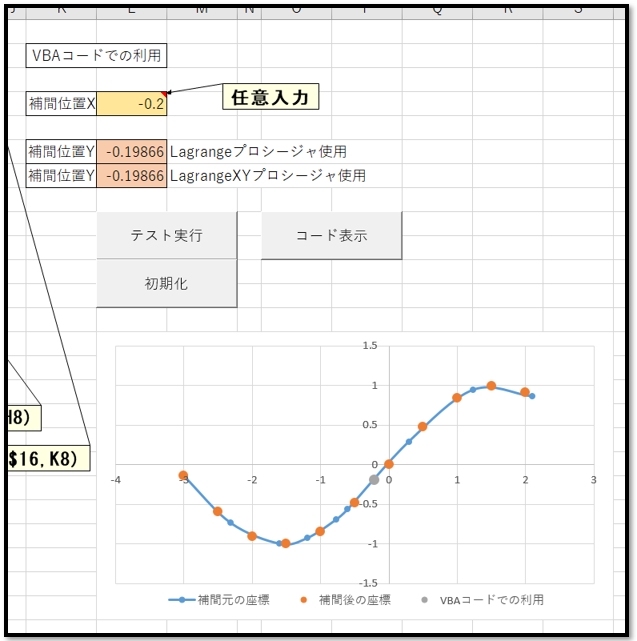 K L M N O P Q R S
VBAコードでの利用
補間位置X -0.2
任意入力
補間位置Y -0.19866 Lagrangeプロシージャ使用
補間位置Y -0.19866 LagrangeXYプロシージャ使用
テスト実行 コード表示
初期化
H8)
$16,K8)
1.5
1
0.5
0
-4 -3 -2 -1 0 1 2 3
-0.5
-1
-1.5
補間元の座標 補間後の座標 VBAコードでの利用